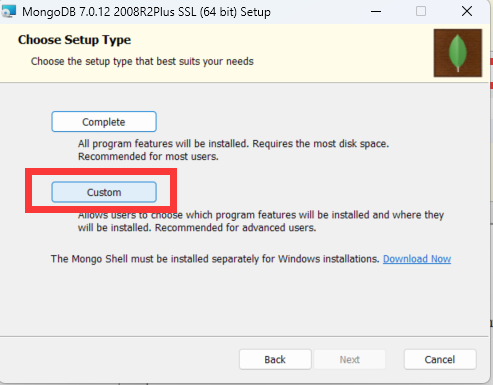 MongoDB 7.0.12 2008R2Plus SSL (64 bit) Setup
Choose Setup Type
Choose the setup type that best suits your needs
Complete
All program features will be installed. Requires the most disk space.
Recommended for most users.
Custom
Allows users to choose which program features will be installed and where they
will be installed. Recommended for advanced users.
The Mongo Shell must be installed separately for Windows installations. Download Now
Back Next Cancel